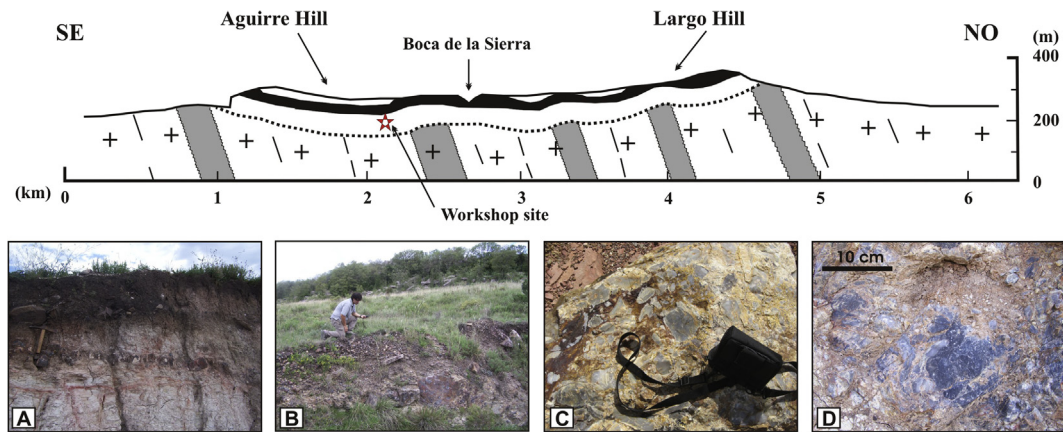 SE
Aguirre Hill
Boca de la Sierra
Largo Hill
NO
(m)
400
200
0
(km)
0
1
2
3
4
5
6
Workshop site
A
B
C
10 cm
D